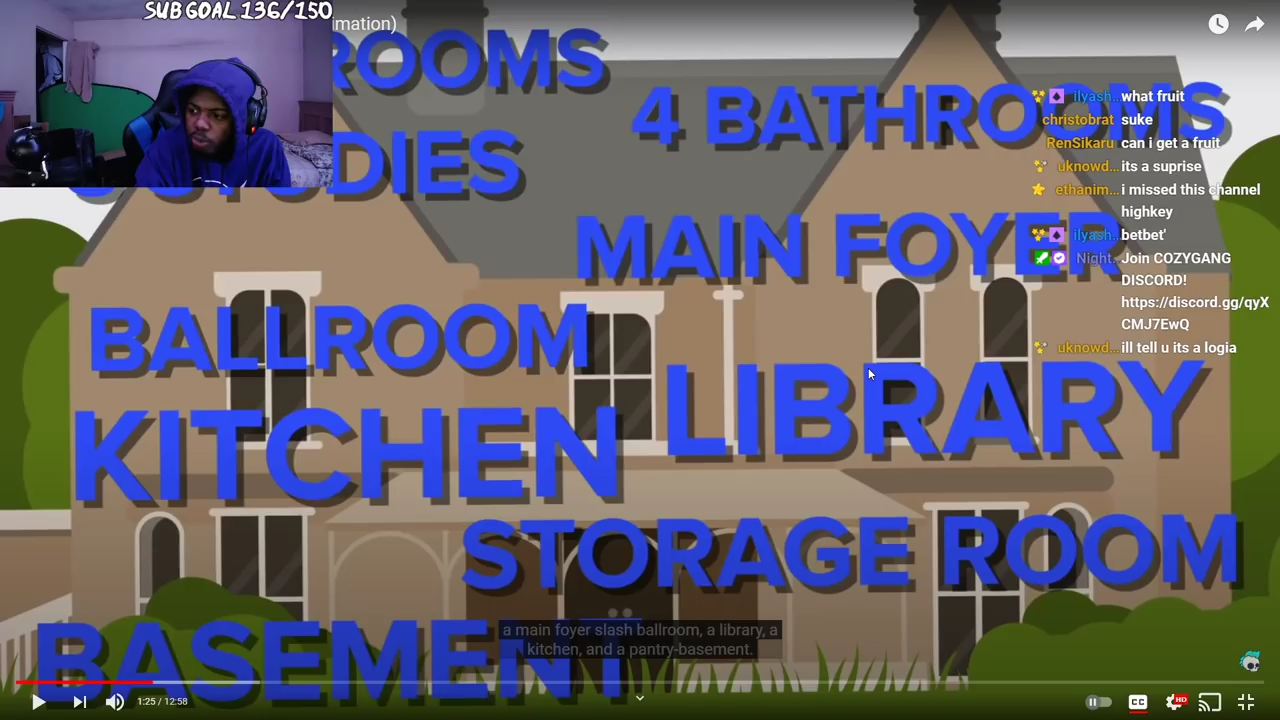 SUB GOAL 136/150
imation)
ROOMS
4 BATHROOMS
DIES
MAIN FOYER
BALLROOM
LIBRARY
KITCHEN
STORAGE ROOM
BASEMENT
ilyash.. what fruit
christobrat suke
RenSikaru can i get a fruit
uknowd... its a suprise
ethanim... i missed this channel
highkey
ilyash.. betbet'
Night.. Join COZYGANG
DISCORD!
https://discord.gg/qyX
CMJ7EwQ
uknowd... ill tell u its a logia
a main foyer slash ballroom, a library, a
kitchen, and a pantry-basement.
1:25 / 12:58
CC
HD